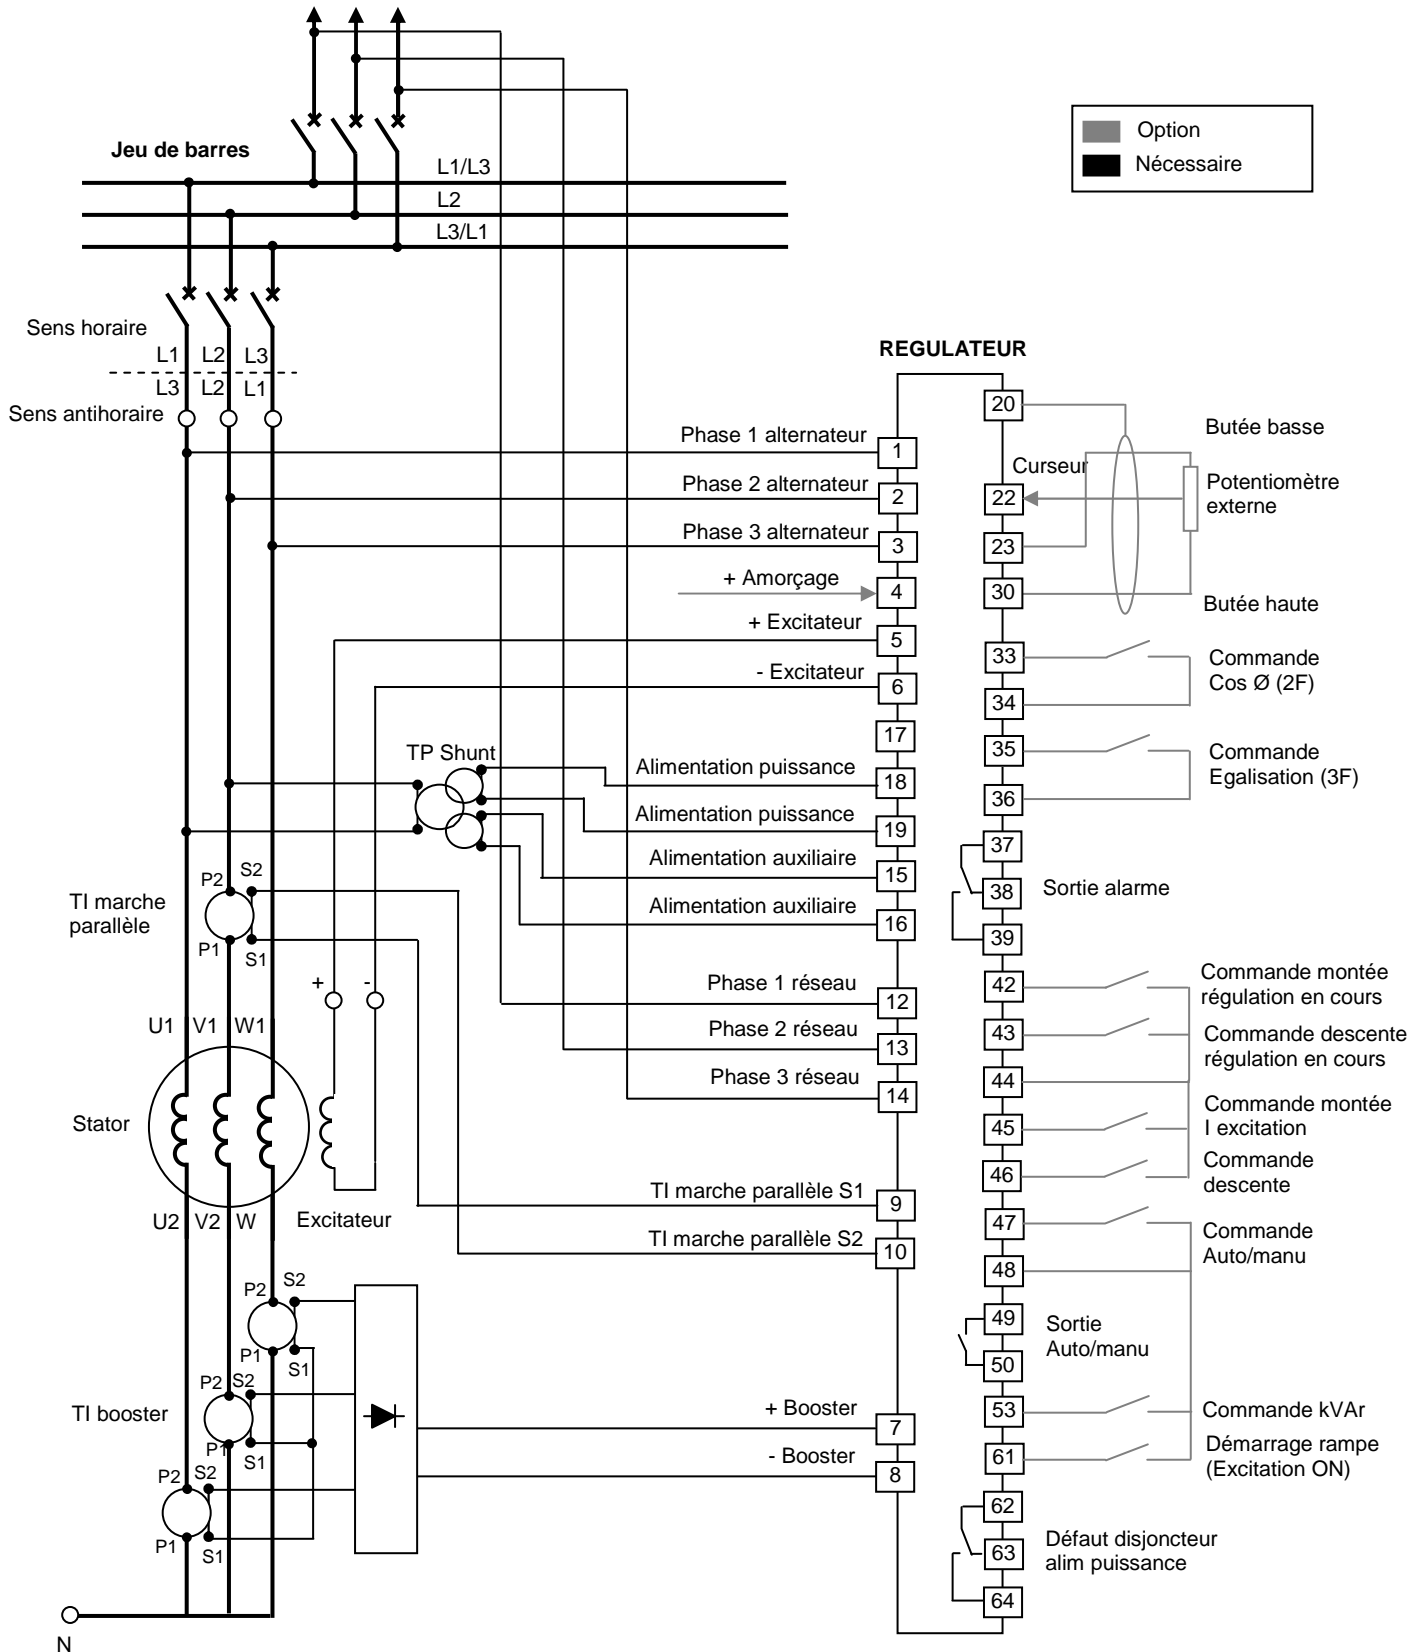 Jeu de barres
L1/L3
L2
L3/L1
Option
Nécessaire
Sens horaire
L1 L2 L3
L3 L2 L1
Sens antihoraire
REGULATEUR
Phase 1 alternateur
1
Phase 2 alternateur
2
Phase 3 alternateur
3
+ Amorçage
4
+ Excitateur
5
- Excitateur
6
17
TP Shunt
Alimentation puissance
18
Alimentation puissance
19
Alimentation auxiliaire
15
Alimentation auxiliaire
16
Phase 1 réseau
12
Phase 2 réseau
13
Phase 3 réseau
14
TI marche parallèle S1
9
TI marche parallèle S2
10
+ Booster
7
- Booster
8
20
Butée basse
Curseur
22
Potentiomètre
externe
23
30
Butée haute
33
Commande
Cos Ø (2F)
34
35
Commande
Egalisation (3F)
36
37
38
Sortie alarme
39
42
Commande montée
régulation en cours
43
Commande descente
régulation en cours
44
45
Commande montée
I excitation
46
Commande
descente
47
Commande
Auto/manu
48
49
Sortie
Auto/manu
50
53
Commande kVAr
61
Démarrage rampe
(Excitation ON)
62
63
Défaut disjoncteur
alim puissance
64
TI marche
parallèle
P2 S2
P1 S1
+ -
U1 V1 W1
Stator
U2 V2 W
Excitateur
P2 S2
P1 S1
TI booster
P2 S2
P1 S1
P2 S2
P1 S1
N